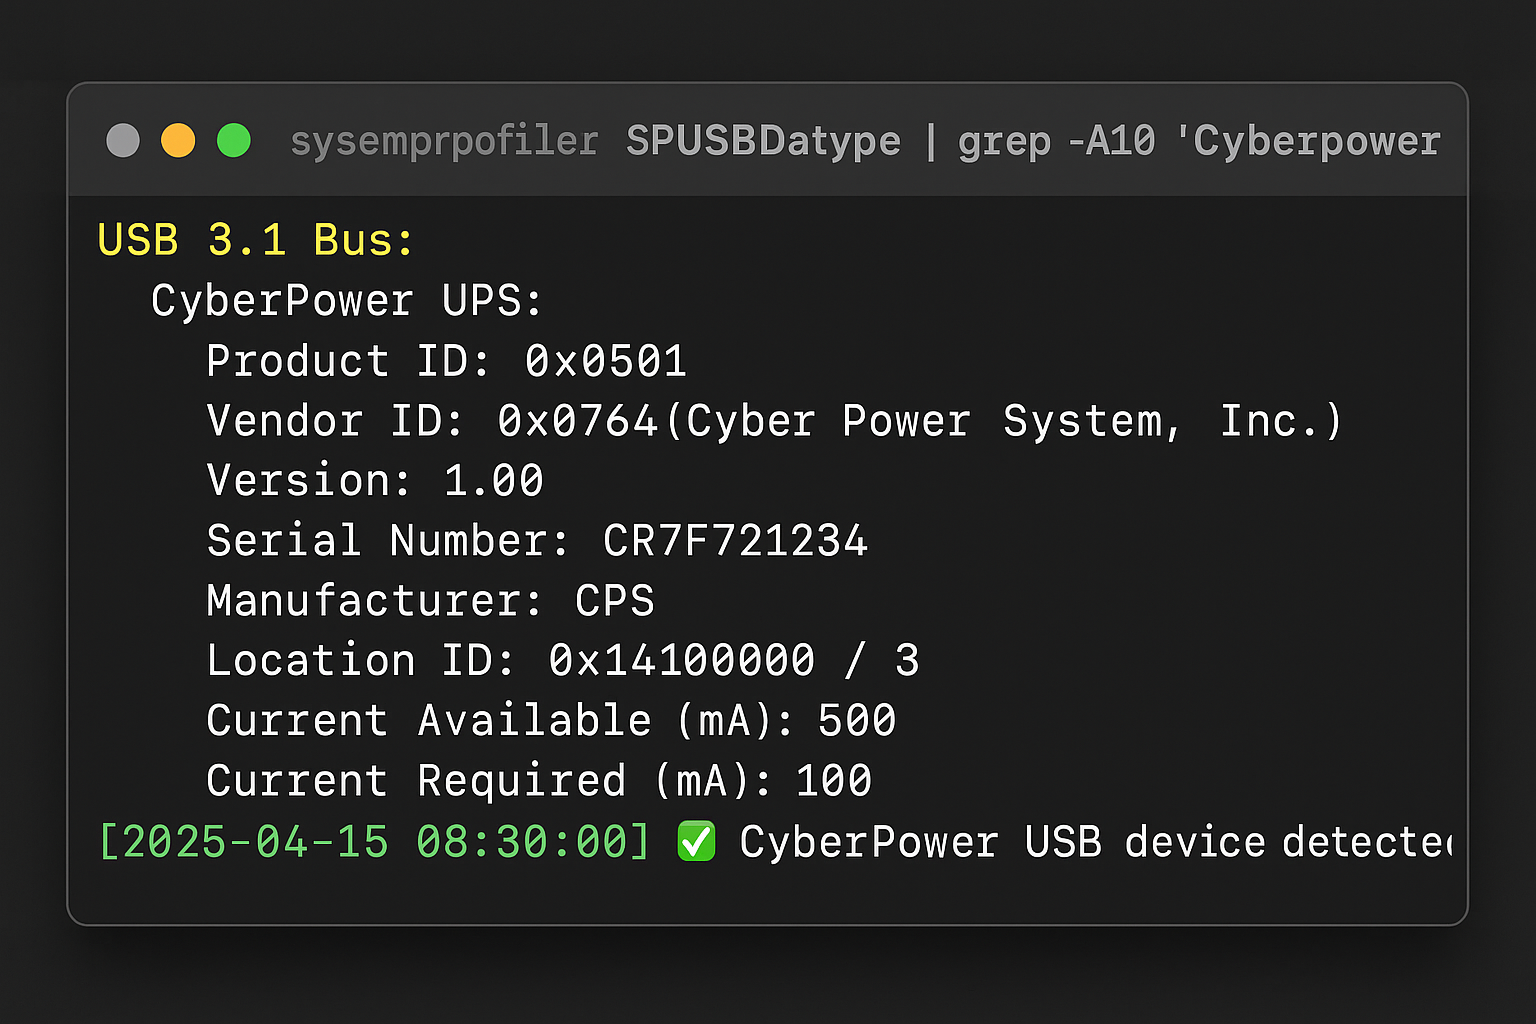 sysemprpofiler SPUSBDatype | grep -A10 'Cyberpower
USB 3.1 Bus:
CyberPower UPS:
Product ID: 0x0501
Vendor ID: 0x0764(Cyber Power System, Inc.)
Version: 1.00
Serial Number: CR7F721234
Manufacturer: CPS
Location ID: 0x14100000 / 3
Current Available (mA): 500
Current Required (mA): 100
[2025-04-15 08:30:00] ✅ CyberPower USB device detected